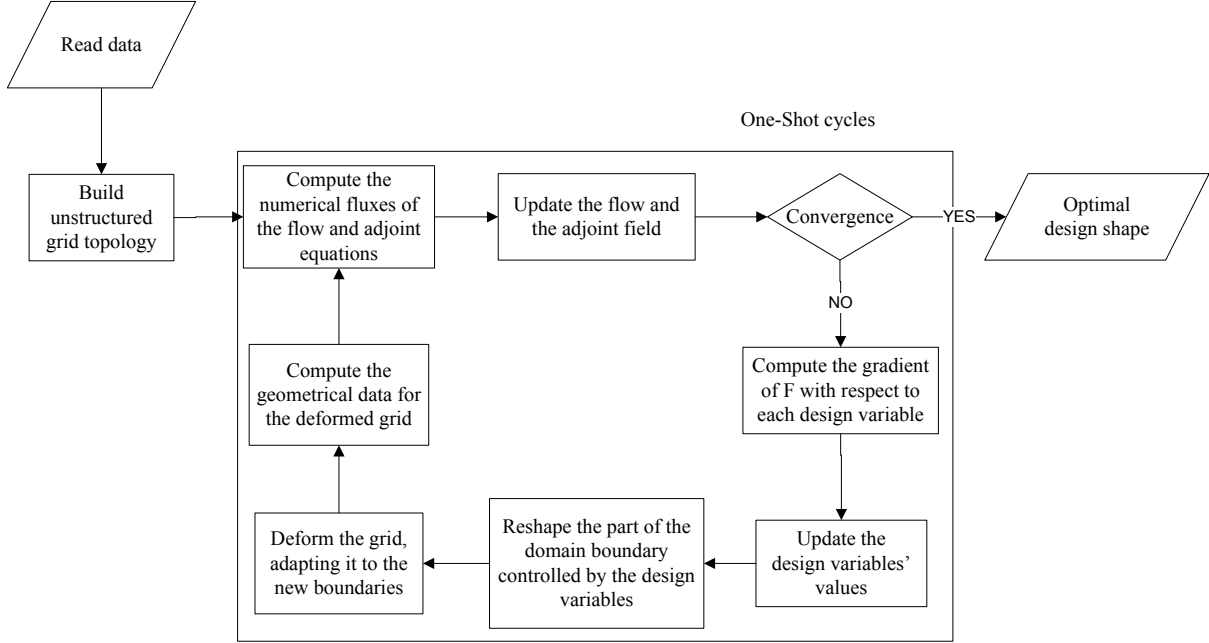 Read data
One-Shot cycles
Build
unstructured
grid topology
Compute the
numerical fluxes of
the flow and adjoint
equations
Update the flow and
the adjoint field
Convergence
YES
Optimal
design shape
NO
Compute the gradient
of F with respect to
each design variable
Update the
design variables'
values
Reshape the part of the
domain boundary
controlled by the design
variables
Deform the grid,
adapting it to the
new boundaries
Compute the
geometrical data for
the deformed grid